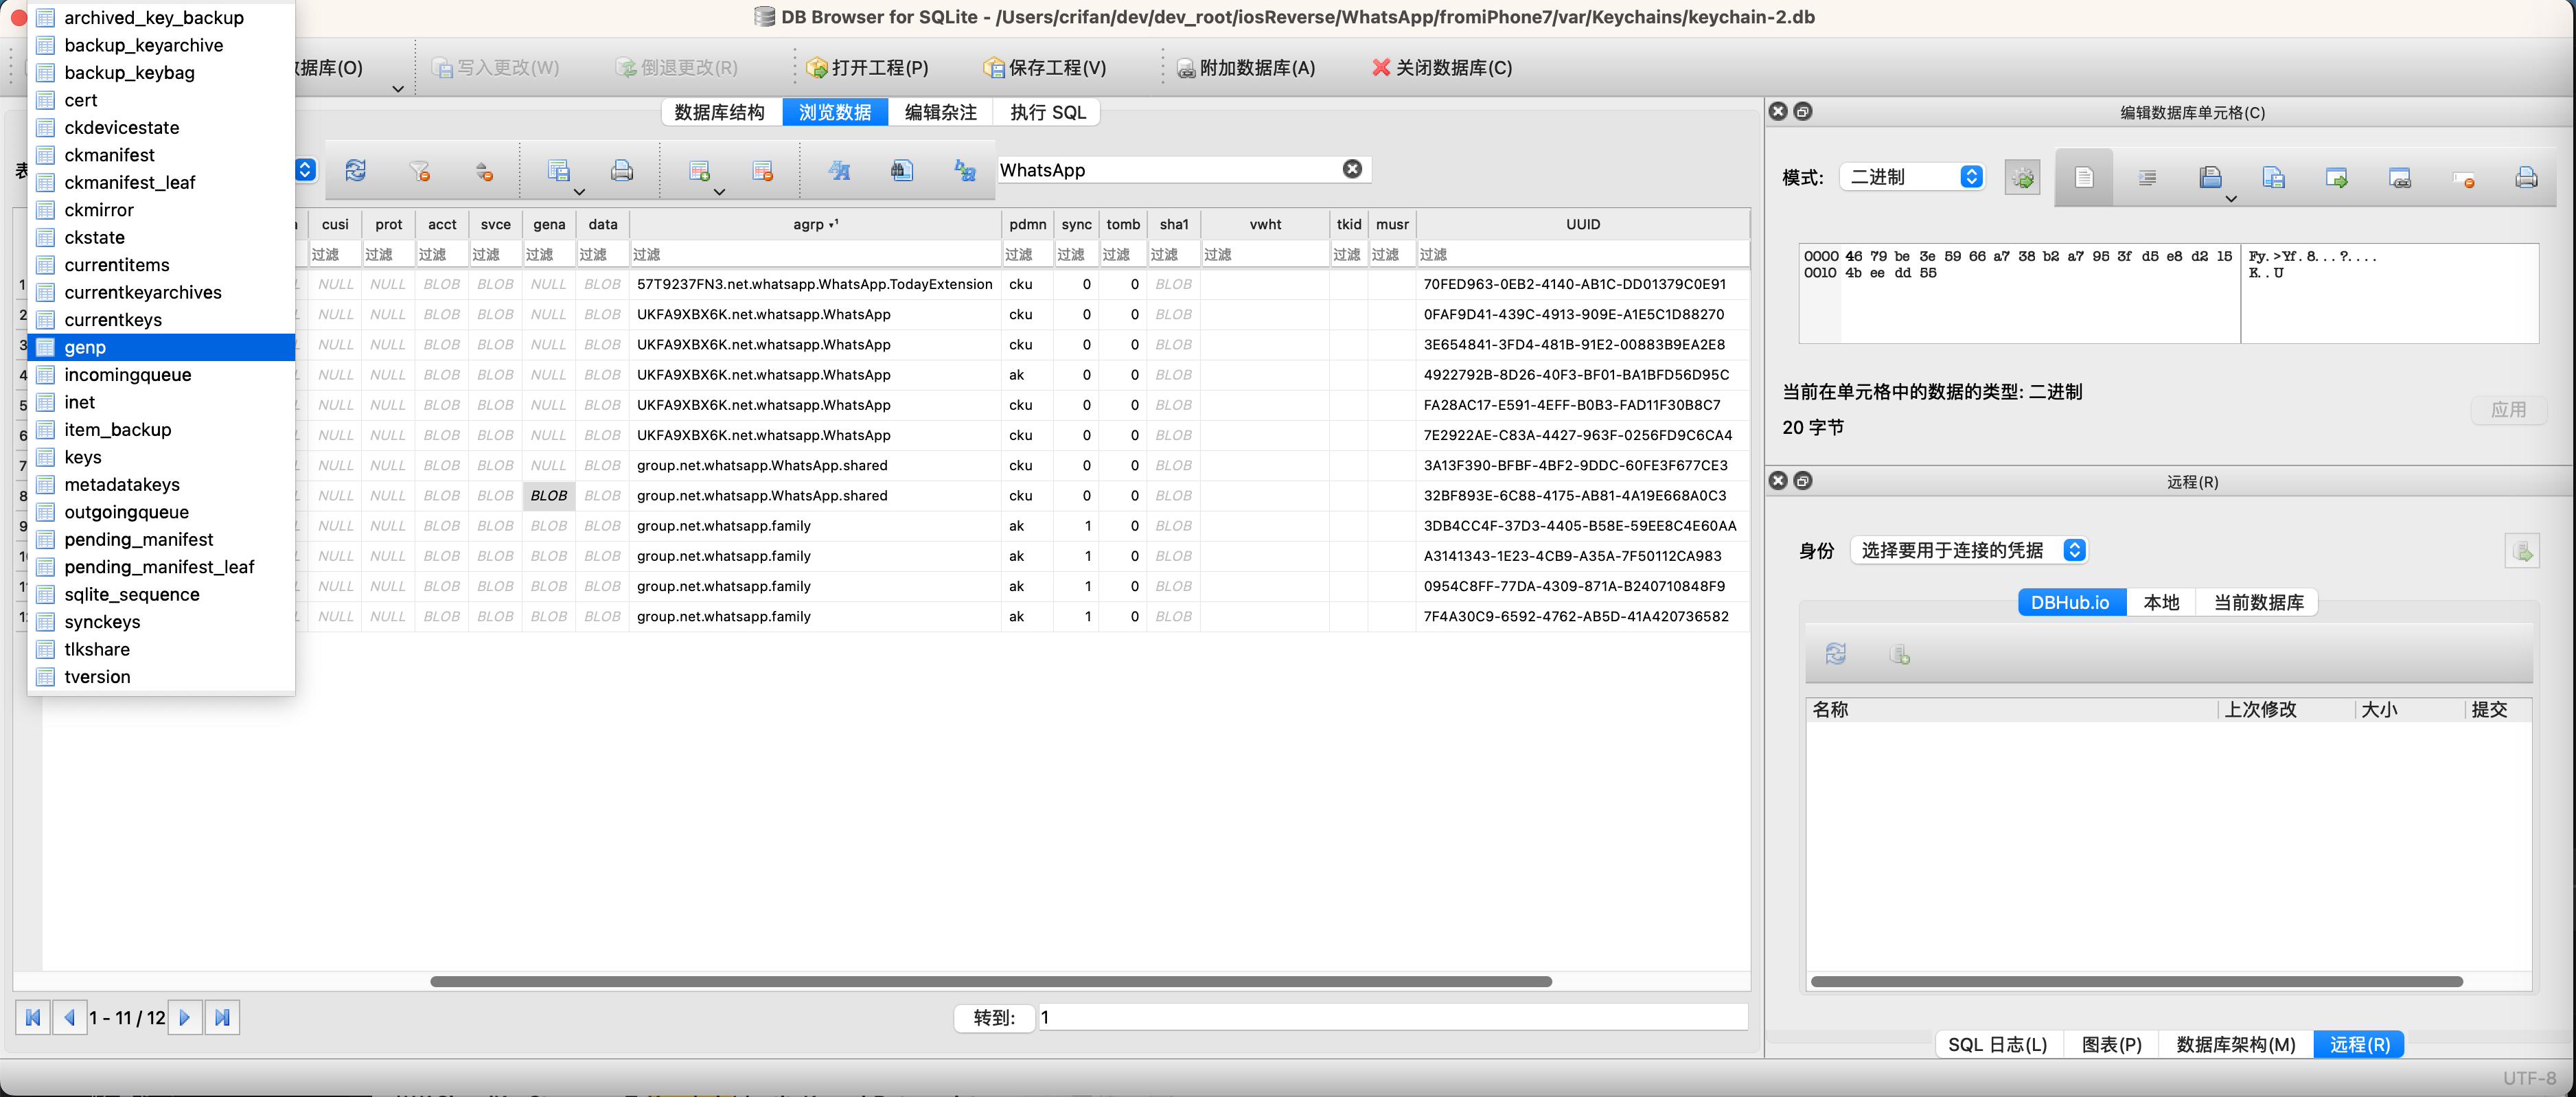 DB Browser for SQLite - /Users/crifan/dev/dev_root/iosReverse/WhatsApp/fromiPhone7/var/Keychains/keychain-2.db
数据库(O) 写入更改(W) 倒退更改(R) 打开工程(P) 保存工程(V) 附加数据库(A) 关闭数据库(C)
archived_key_backup
backup_keyarchive
backup_keybag
cert
ckdevicestate
ckmanifest
ckmanifest_leaf
ckmirror
ckstate
currentitems
currentkeyarchives
currentkeys
genp
incomingqueue
inet
item_backup
keys
metadatakeys
outgoingqueue
pending_manifest
pending_manifest_leaf
sqlite_sequence
synckeys
tlkshare
tversion
数据库结构 浏览数据 编辑杂注 执行 SQL
表
WhatsApp
cusi prot acct svce gena data agrp pdmn sync tomb sha1 vwht tkid musr UUID
过滤 过滤 过滤 过滤 过滤 过滤 过滤 过滤 过滤 过滤 过滤 过滤 过滤 过滤 过滤
1 NULL NULL BLOB BLOB NULL BLOB 57T9237FN3.net.whatsapp.WhatsApp.TodayExtension cku 0 0 BLOB 70FED963-0EB2-4140-AB1C-DD01379C0E91
2 NULL NULL BLOB BLOB NULL BLOB UKFA9XBX6K.net.whatsapp.WhatsApp cku 0 0 BLOB 0FAF9D41-439C-4913-909E-A1E5C1D88270
3 NULL NULL BLOB BLOB NULL BLOB UKFA9XBX6K.net.whatsapp.WhatsApp cku 0 0 BLOB 3E654841-3FD4-481B-91E2-00883B9EA2E8
4 NULL NULL BLOB BLOB NULL BLOB UKFA9XBX6K.net.whatsapp.WhatsApp ak 0 0 BLOB 4922792B-8D26-40F3-BF01-BA1BFD56D95C
5 NULL NULL BLOB BLOB NULL BLOB UKFA9XBX6K.net.whatsapp.WhatsApp cku 0 0 BLOB FA28AC17-E591-4EFF-B0B3-FAD11F30B8C7
6 NULL NULL BLOB BLOB NULL BLOB UKFA9XBX6K.net.whatsapp.WhatsApp cku 0 0 BLOB 7E2922AE-C83A-4427-963F-0256FD9C6CA4
7 NULL NULL BLOB BLOB NULL BLOB group.net.whatsapp.WhatsApp.shared cku 0 0 BLOB 3A13F390-BFBF-4BF2-9DDC-60FE3F677CE3
8 NULL NULL BLOB BLOB BLOB BLOB group.net.whatsapp.WhatsApp.shared cku 0 0 BLOB 32BF893E-6C88-4175-AB81-4A19E668A0C3
9 NULL NULL BLOB BLOB BLOB BLOB group.net.whatsapp.family ak 1 0 BLOB 3DB4CC4F-37D3-4405-B58E-59EE8C4E60AA
NULL NULL BLOB BLOB BLOB BLOB group.net.whatsapp.family ak 1 0 BLOB A3141343-1E23-4CB9-A35A-7F50112CA983
NULL NULL BLOB BLOB BLOB BLOB group.net.whatsapp.family ak 1 0 BLOB 0954C8FF-77DA-4309-871A-B240710848F9
NULL NULL BLOB BLOB BLOB BLOB group.net.whatsapp.family ak 1 0 BLOB 7F4A30C9-6592-4762-AB5D-41A420736582
1 - 11 / 12
转到: 1
编辑数据库单元格(C)
模式: 二进制
0000 46 79 be 3e 59 66 a7 38 b2 a7 95 3f d5 e8 d2 15 Fy.>Yf.8...?....
0010 4b ee dd 55 K..U
当前在单元格中的数据的类型: 二进制
20 字节
应用
远程(R)
身份 选择要用于连接的凭据
DBHub.io 本地 当前数据库
名称 上次修改 大小 提交
SQL 日志(L) 图表(P) 数据库架构(M) 远程(R)
UTF-8